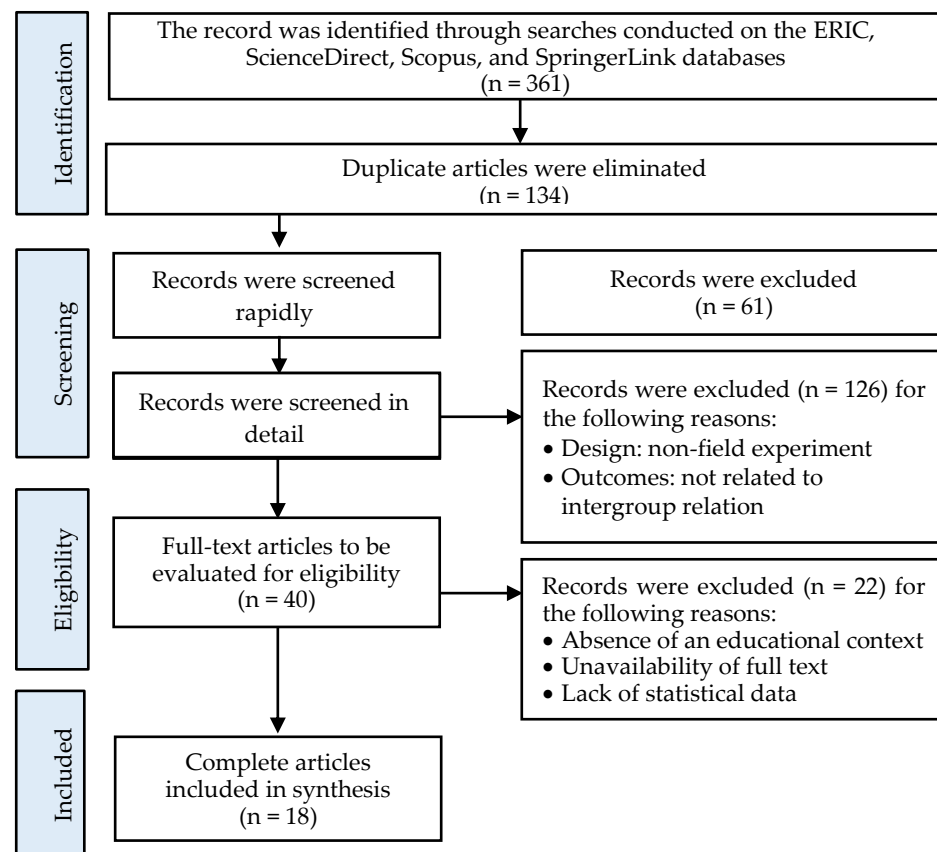 Identification
The record was identified through searches conducted on the ERIC,
ScienceDirect, Scopus, and SpringerLink databases
(n = 361)
Duplicate articles were eliminated
(n = 134)
Screening
Records were screened
rapidly
Records were excluded
(n = 61)
Records were screened in
detail
Records were excluded (n = 126) for
the following reasons:
• Design: non-field experiment
• Outcomes: not related to
intergroup relation
Eligibility
Full-text articles to be
evaluated for eligibility
(n = 40)
Records were excluded (n = 22) for
the following reasons:
• Absence of an educational context
• Unavailability of full text
• Lack of statistical data
Included
Complete articles
included in synthesis
(n = 18)